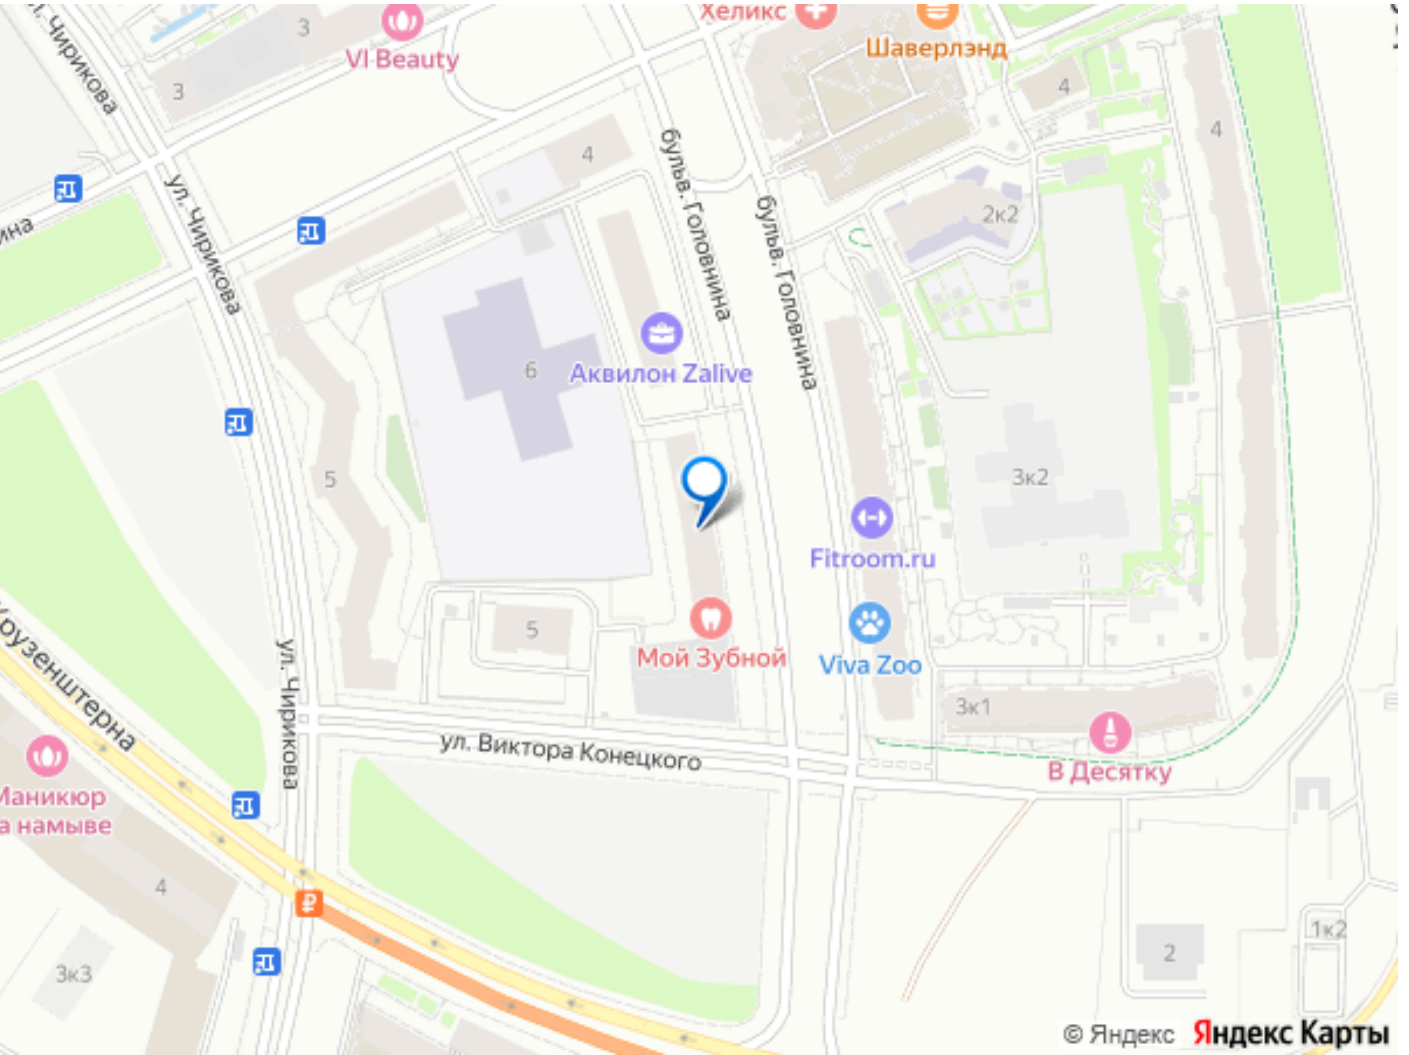 Хеликс
Шаверлэнд
ул. Чирикова
3
VI Beauty
3
4
4
4
бульв. Головнина
ул. Чирикова
бульв. Головнина
2к2
6
Аквилон Zalive
5
3к2
Fitroom.ru
5
Мой Зубной
Viva Zoo
ул. Чирикова
3к1
ул. Виктора Конецкого
В Десятку
Маникюр
а намыве
4
3к3
2
1к2
© Яндекс Яндекс Карты